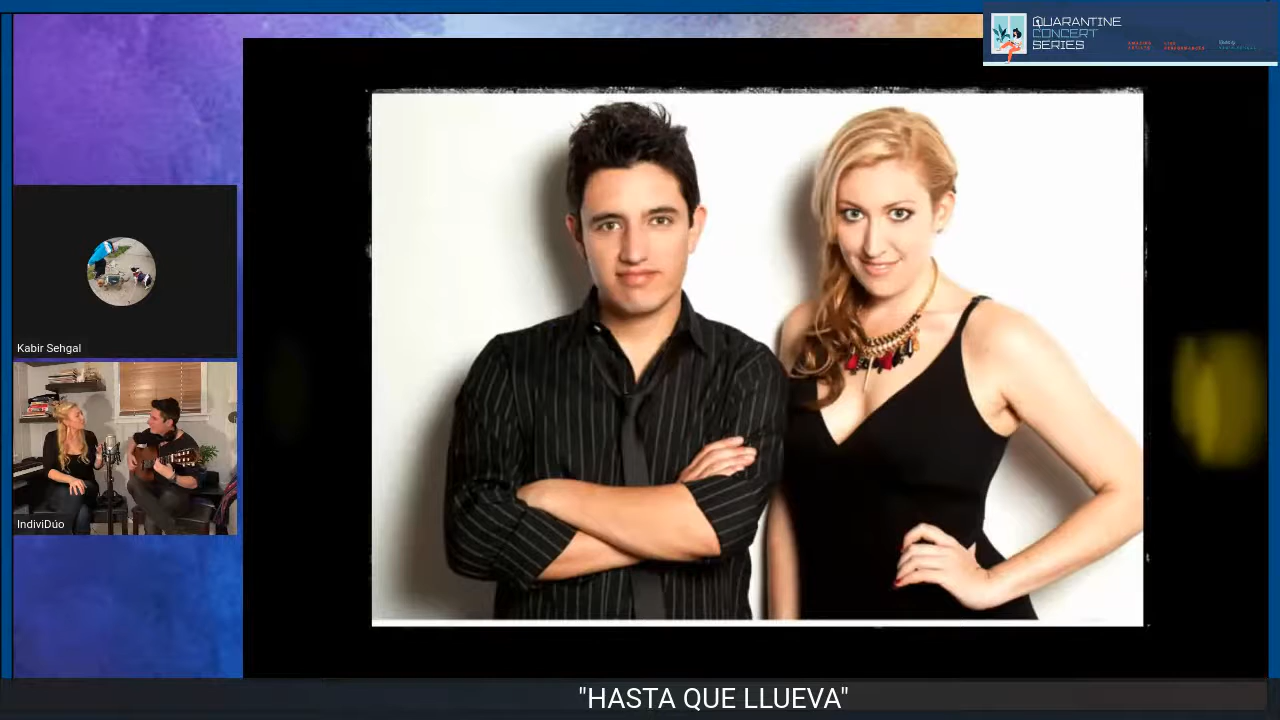 QUARANTINE
CONCERT
SERIES
Kabir Sehgal
IndiviDúo
"HASTA QUE LLUEVA"